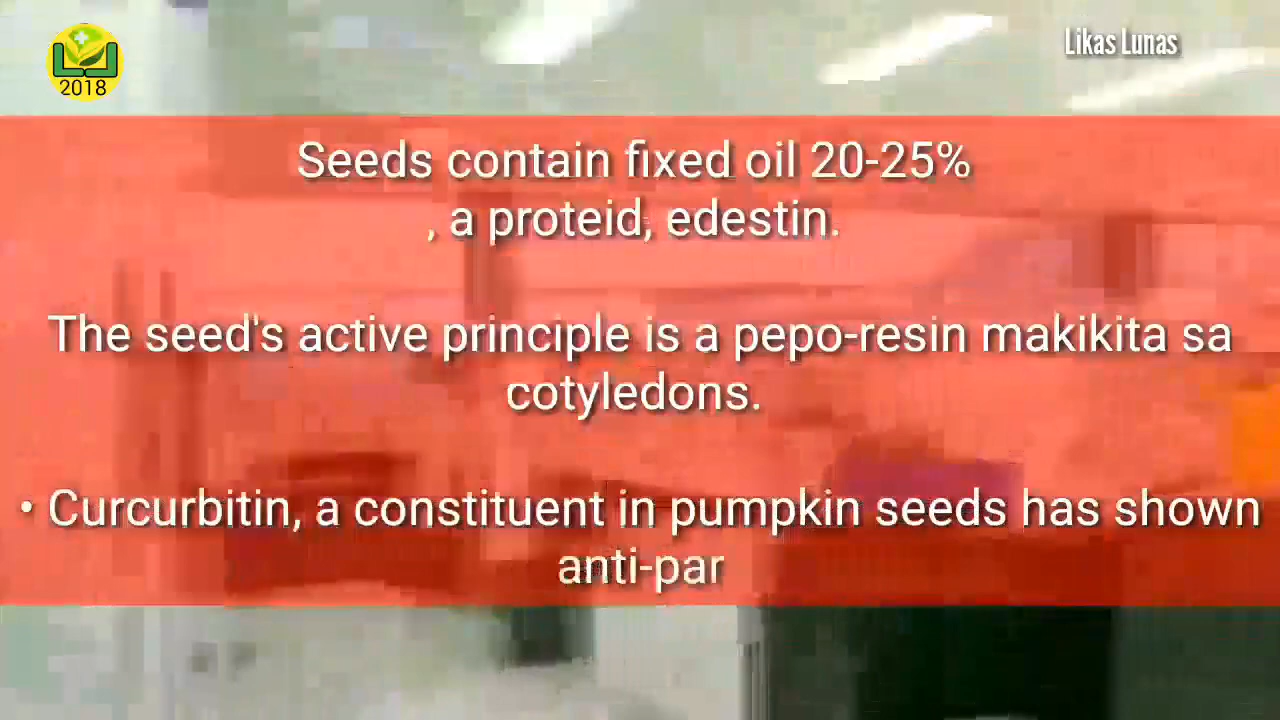 2018
Likas Lunas
Seeds contain fixed oil 20-25%
, a proteid, edestin.
The seed's active principle is a pepo-resin makikita sa
cotyledons.
• Curcurbitin, a constituent in pumpkin seeds has shown
anti-par